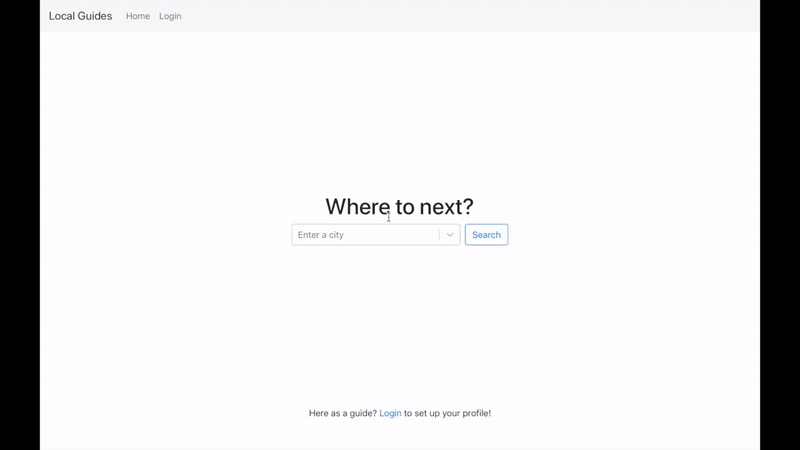 Local Guides Home Login
Where to next?
Enter a city Search
Here as a guide? Login to set up your profile!